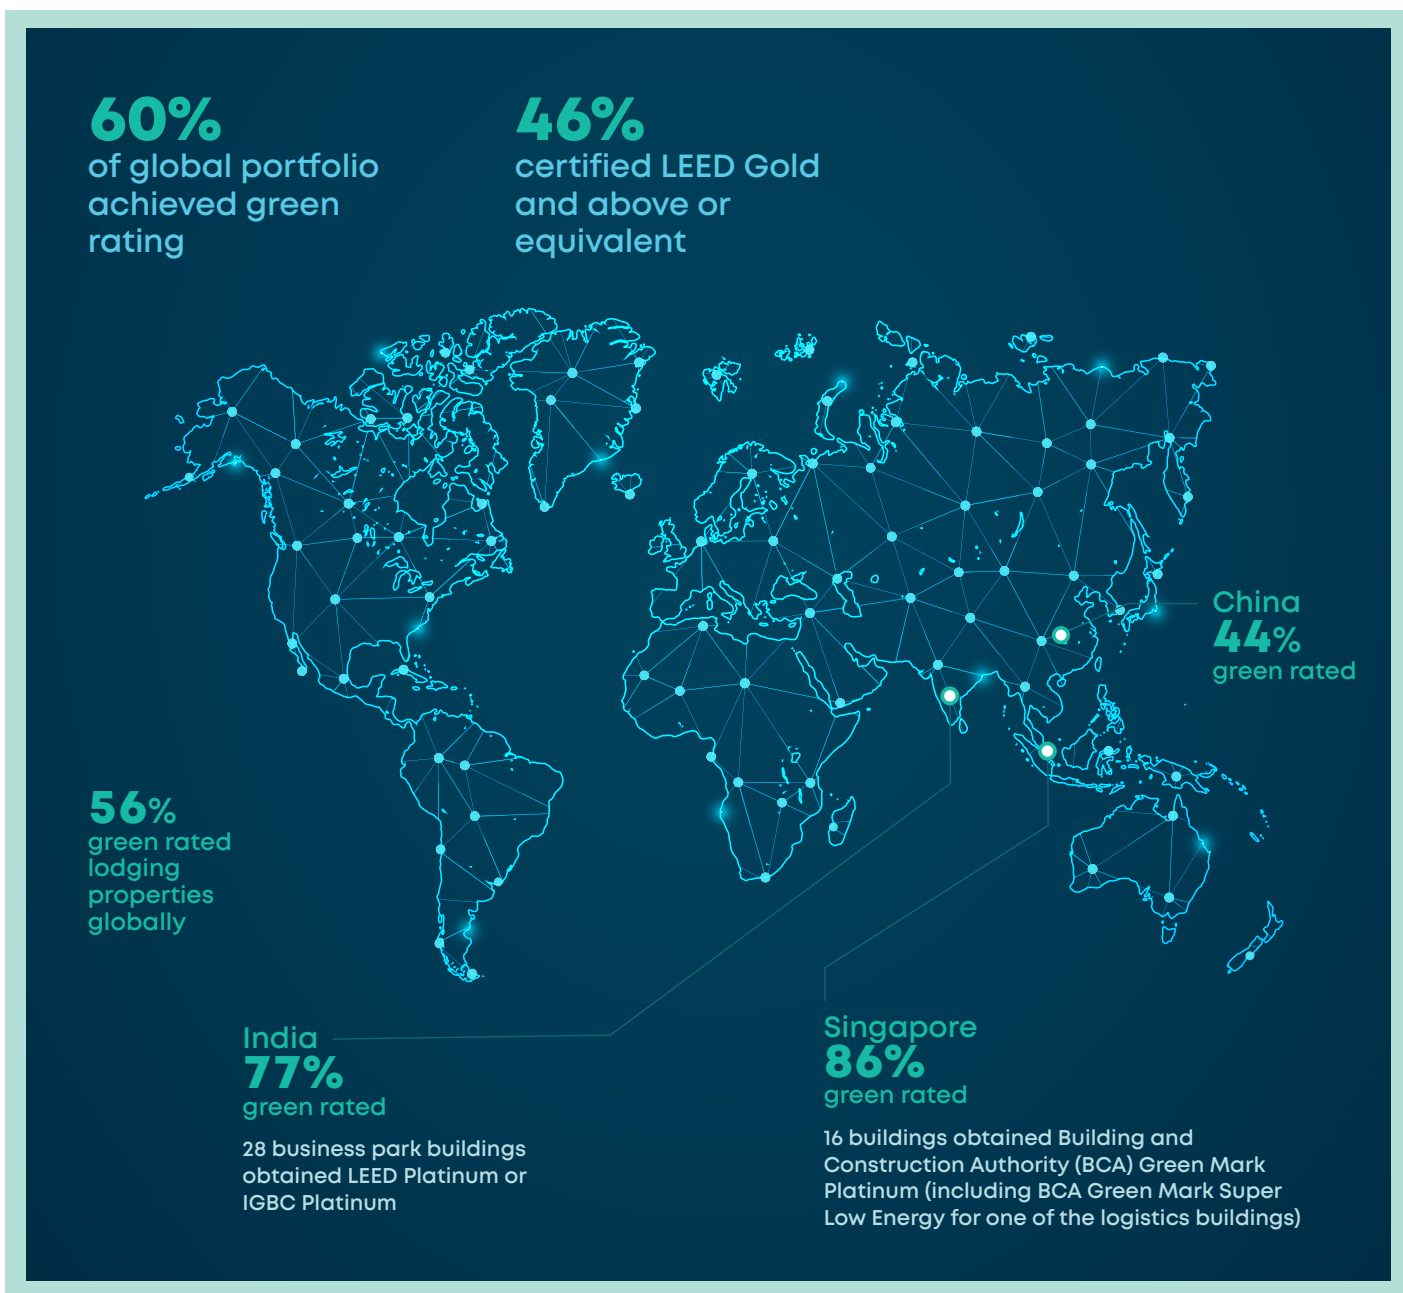 60%
of global portfolio
achieved green
rating
46%
certified LEED Gold
and above or
equivalent
China
44%
green rated
56%
green rated
lodging
properties
globally
India
77%
green rated
28 business park buildings
obtained LEED Platinum or
IGBC Platinum
Singapore
86%
green rated
16 buildings obtained Building and
Construction Authority (BCA) Green Mark
Platinum (including BCA Green Mark Super
Low Energy for one of the logistics buildings)